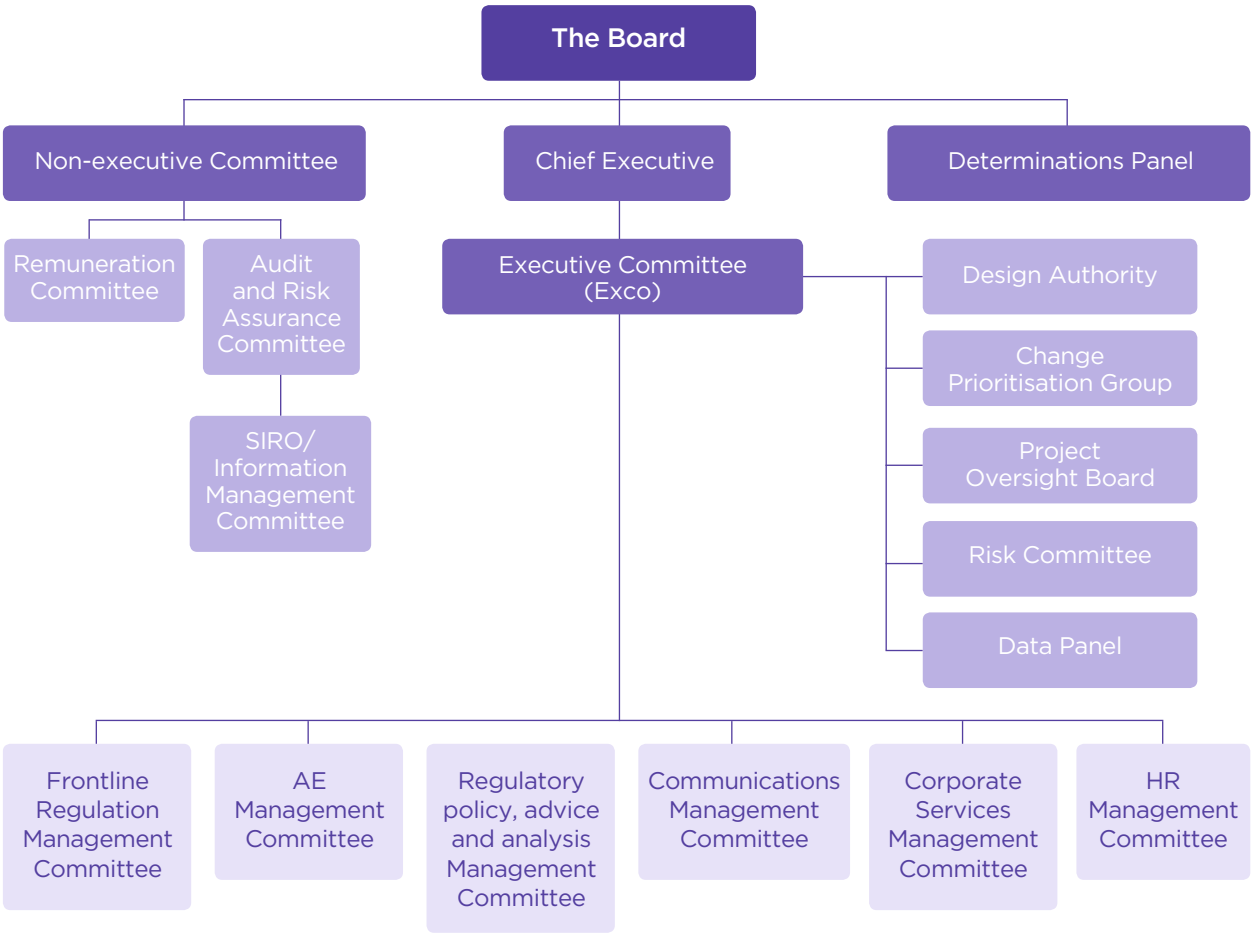 The Board
Non-executive Committee
Chief Executive
Determinations Panel
Remuneration
Committee
Audit
and Risk
Assurance
Committee
SIRO/
Information
Management
Committee
Executive Committee
(Exco)
Design Authority
Change
Prioritisation Group
Project
Oversight Board
Risk Committee
Data Panel
Frontline
Regulation
Management
Committee
AE
Management
Committee
Regulatory
policy, advice
and analysis
Management
Committee
Communications
Management
Committee
Corporate
Services
Management
Committee
HR
Management
Committee